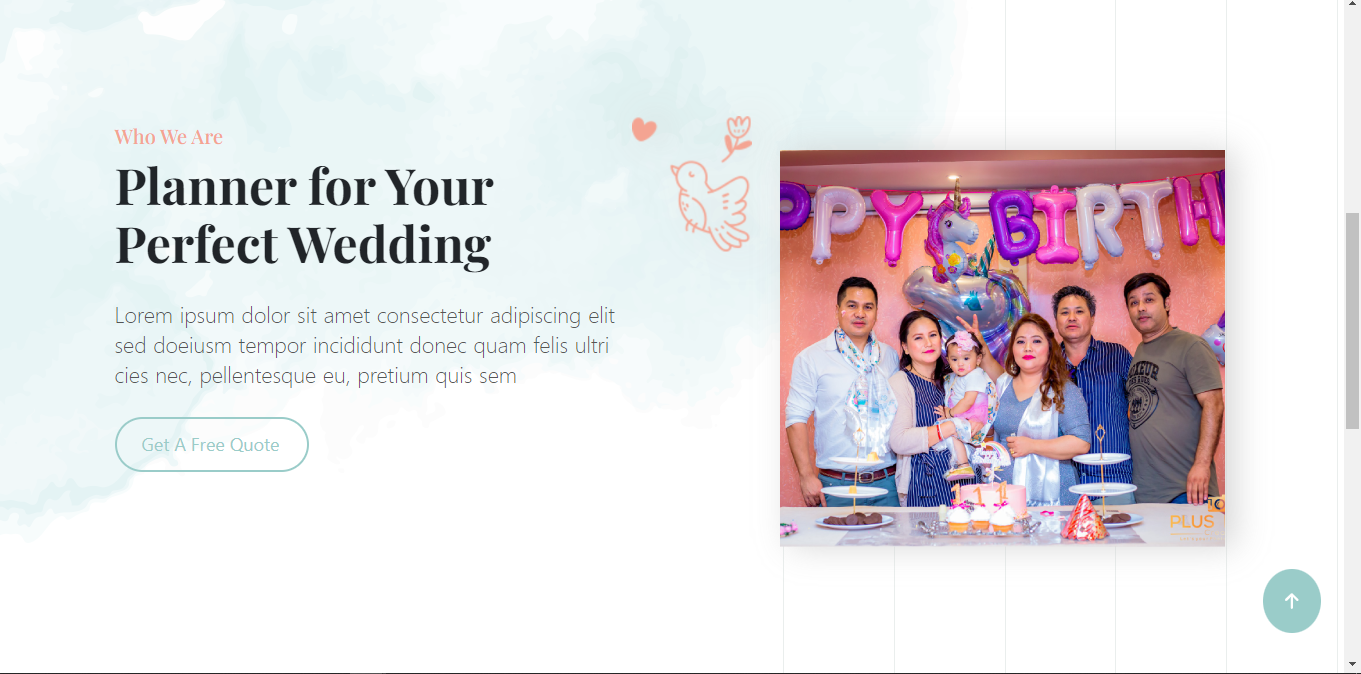 Who We Are
Planner for Your
Perfect Wedding
Lorem ipsum dolor sit amet consectetur adipiscing elit
sed doeiusm tempor incididunt donec quam felis ultri
cies nec, pellentesque eu, pretium quis sem
Get A Free Quote
PPY BIRTH
PLUS